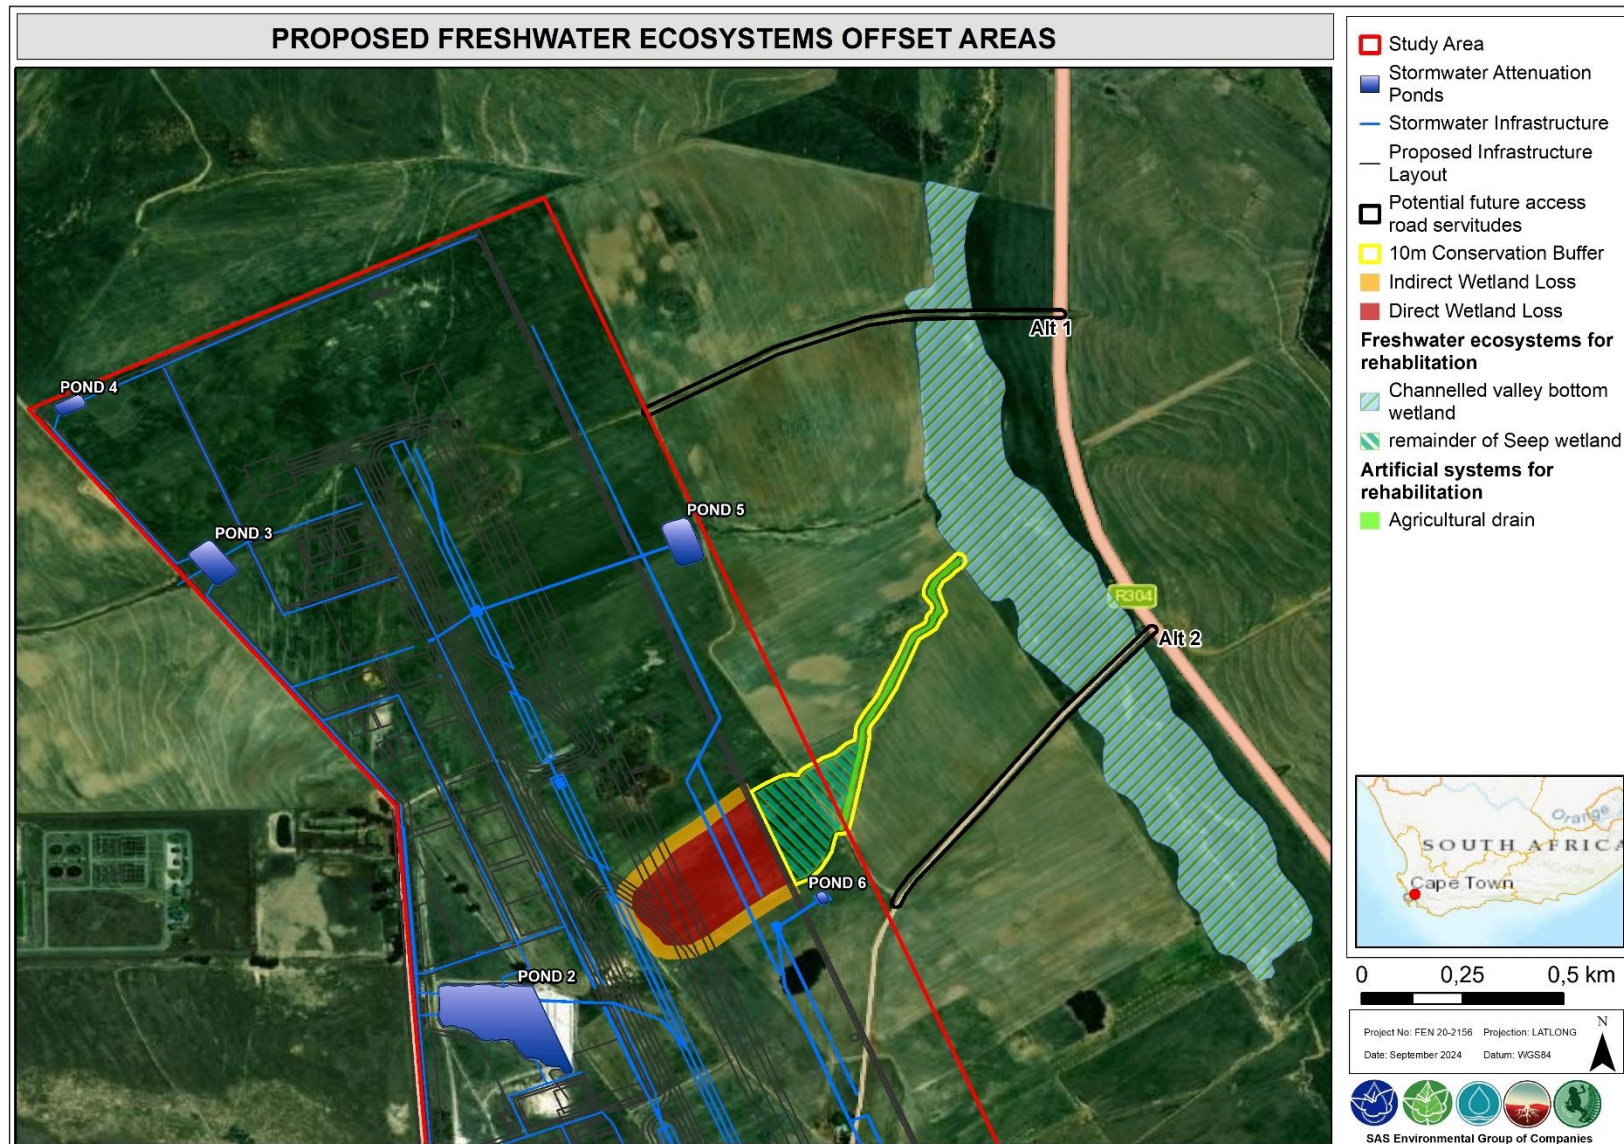 PROPOSED FRESHWATER ECOSYSTEMS OFFSET AREAS
POND 4
POND 3
POND 5
POND 2
POND 6
Alt 1
R304
Alt 2
Study Area
Stormwater Attenuation
Ponds
Stormwater Infrastructure
Proposed Infrastructure
Layout
Potential future access
road servitudes
10m Conservation Buffer
Indirect Wetland Loss
Direct Wetland Loss
Freshwater ecosystems for
rehablitation
Channelled valley bottom
wetland
remainder of Seep wetland
Artificial systems for
rehabilitation
Agricultural drain
Orange
SOUTH AFRICA
Cape Town
0 0,25 0,5 km
Project No: FEN 20-2156 Projection: LATLONG
Date: September 2024 Datum: WGS84
N
SAS Environmental Group of Companies